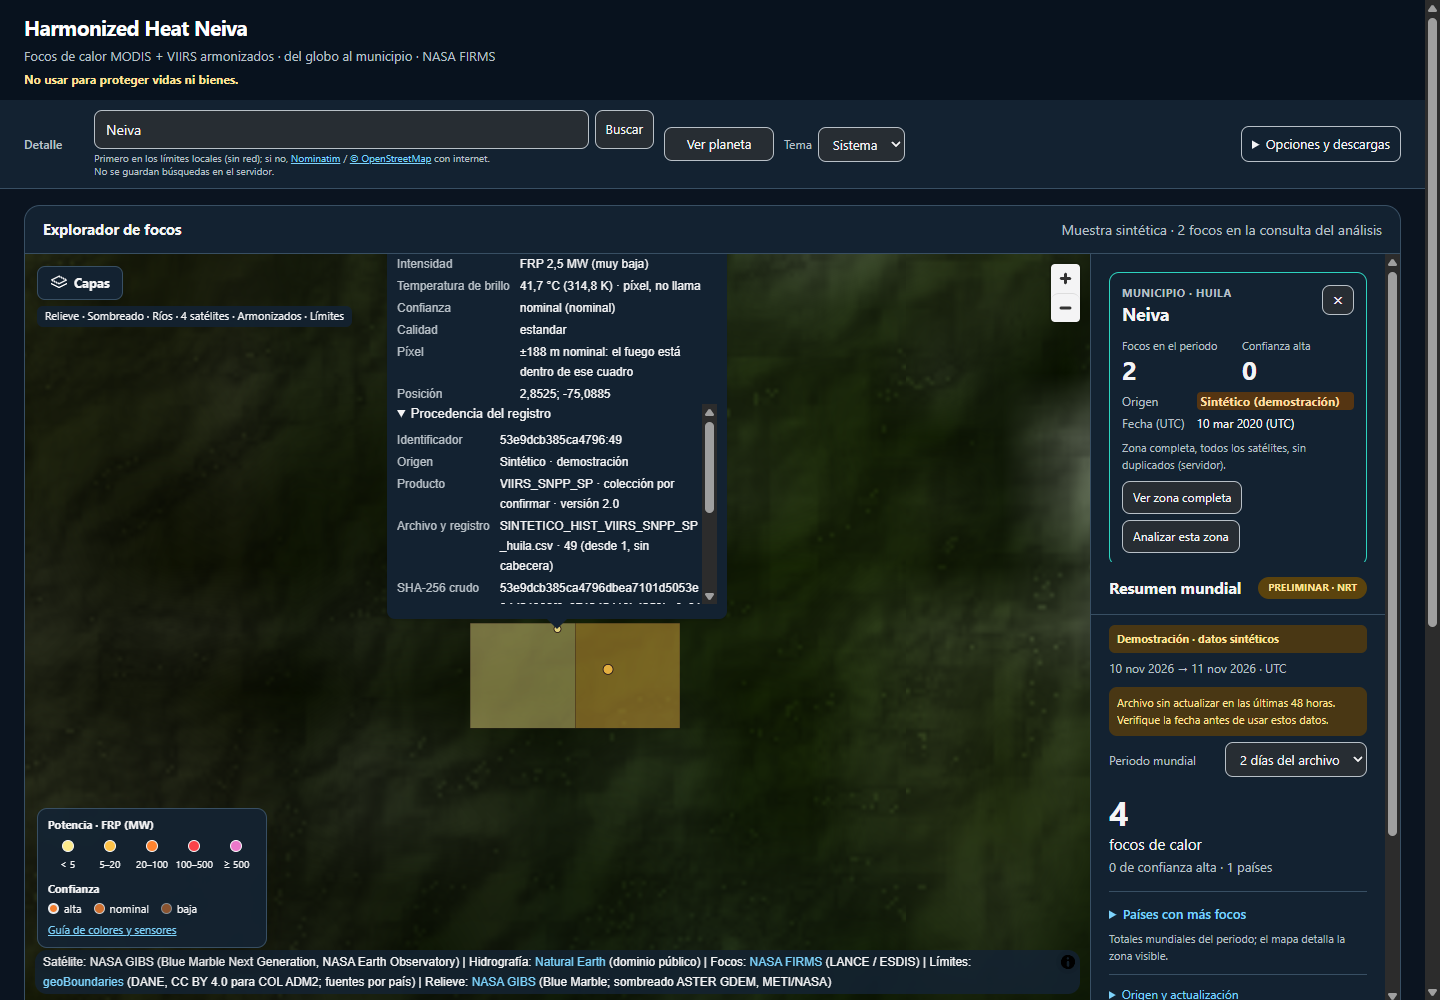 Harmonized Heat Neiva
Focos de calor MODIS + VIIRS armonizados · del globo al municipio · NASA FIRMS
No usar para proteger vidas ni bienes.
Detalle
Neiva
Buscar
Primero en los límites locales (sin red); si no, Nominatim / © OpenStreetMap con internet.
No se guardan búsquedas en el servidor.
Ver planeta
Tema
Sistema
Opciones y descargas
Explorador de focos
Muestra sintética · 2 focos en la consulta del análisis
Capas
Relieve · Sombreado · Ríos · 4 satélites · Armonizados · Límites
Intensidad FRP 2,5 MW (muy baja)
Temperatura de brillo 41,7 °C (314,8 K) · píxel, no llama
Confianza nominal (nominal)
Calidad estandar
Píxel ±188 m nominal: el fuego está
dentro de ese cuadro
Posición 2,8525; -75,0885
Procedencia del registro
Identificador 53e9dcb385ca4796:49
Origen Sintético · demostración
Producto VIIRS_SNPP_SP · colección por
confirmar · versión 2.0
Archivo y registro SINTETICO_HIST_VIIRS_SNPP_SP
_huila.csv · 49 (desde 1, sin
cabecera)
SHA-256 crudo 53e9dcb385ca4796dbea7101d5053e
+
−
Potencia · FRP (MW)
< 5 5–20 20–100 100–500 ≥ 500
Confianza
alta nominal baja
Guía de colores y sensores
Satélite: NASA GIBS (Blue Marble Next Generation, NASA Earth Observatory) | Hidrografía: Natural Earth (dominio público) | Focos: NASA FIRMS (LANCE / ESDIS) | Límites:
geoBoundaries (DANE, CC BY 4.0 para COL ADM2; fuentes por país) | Relieve: NASA GIBS (Blue Marble; sombreado ASTER GDEM, METI/NASA)
MUNICIPIO · HUILA
Neiva
×
Focos en el periodo Confianza alta
2 0
Origen Sintético (demostración)
Fecha (UTC) 10 mar 2020 (UTC)
Zona completa, todos los satélites, sin
duplicados (servidor).
Ver zona completa
Analizar esta zona
Resumen mundial PRELIMINAR · NRT
Demostración · datos sintéticos
10 nov 2026 → 11 nov 2026 · UTC
Archivo sin actualizar en las últimas 48 horas.
Verifique la fecha antes de usar estos datos.
Periodo mundial 2 días del archivo
4
focos de calor
0 de confianza alta · 1 países
Países con más focos
Totales mundiales del periodo; el mapa detalla la
zona visible.
Origen y actualización